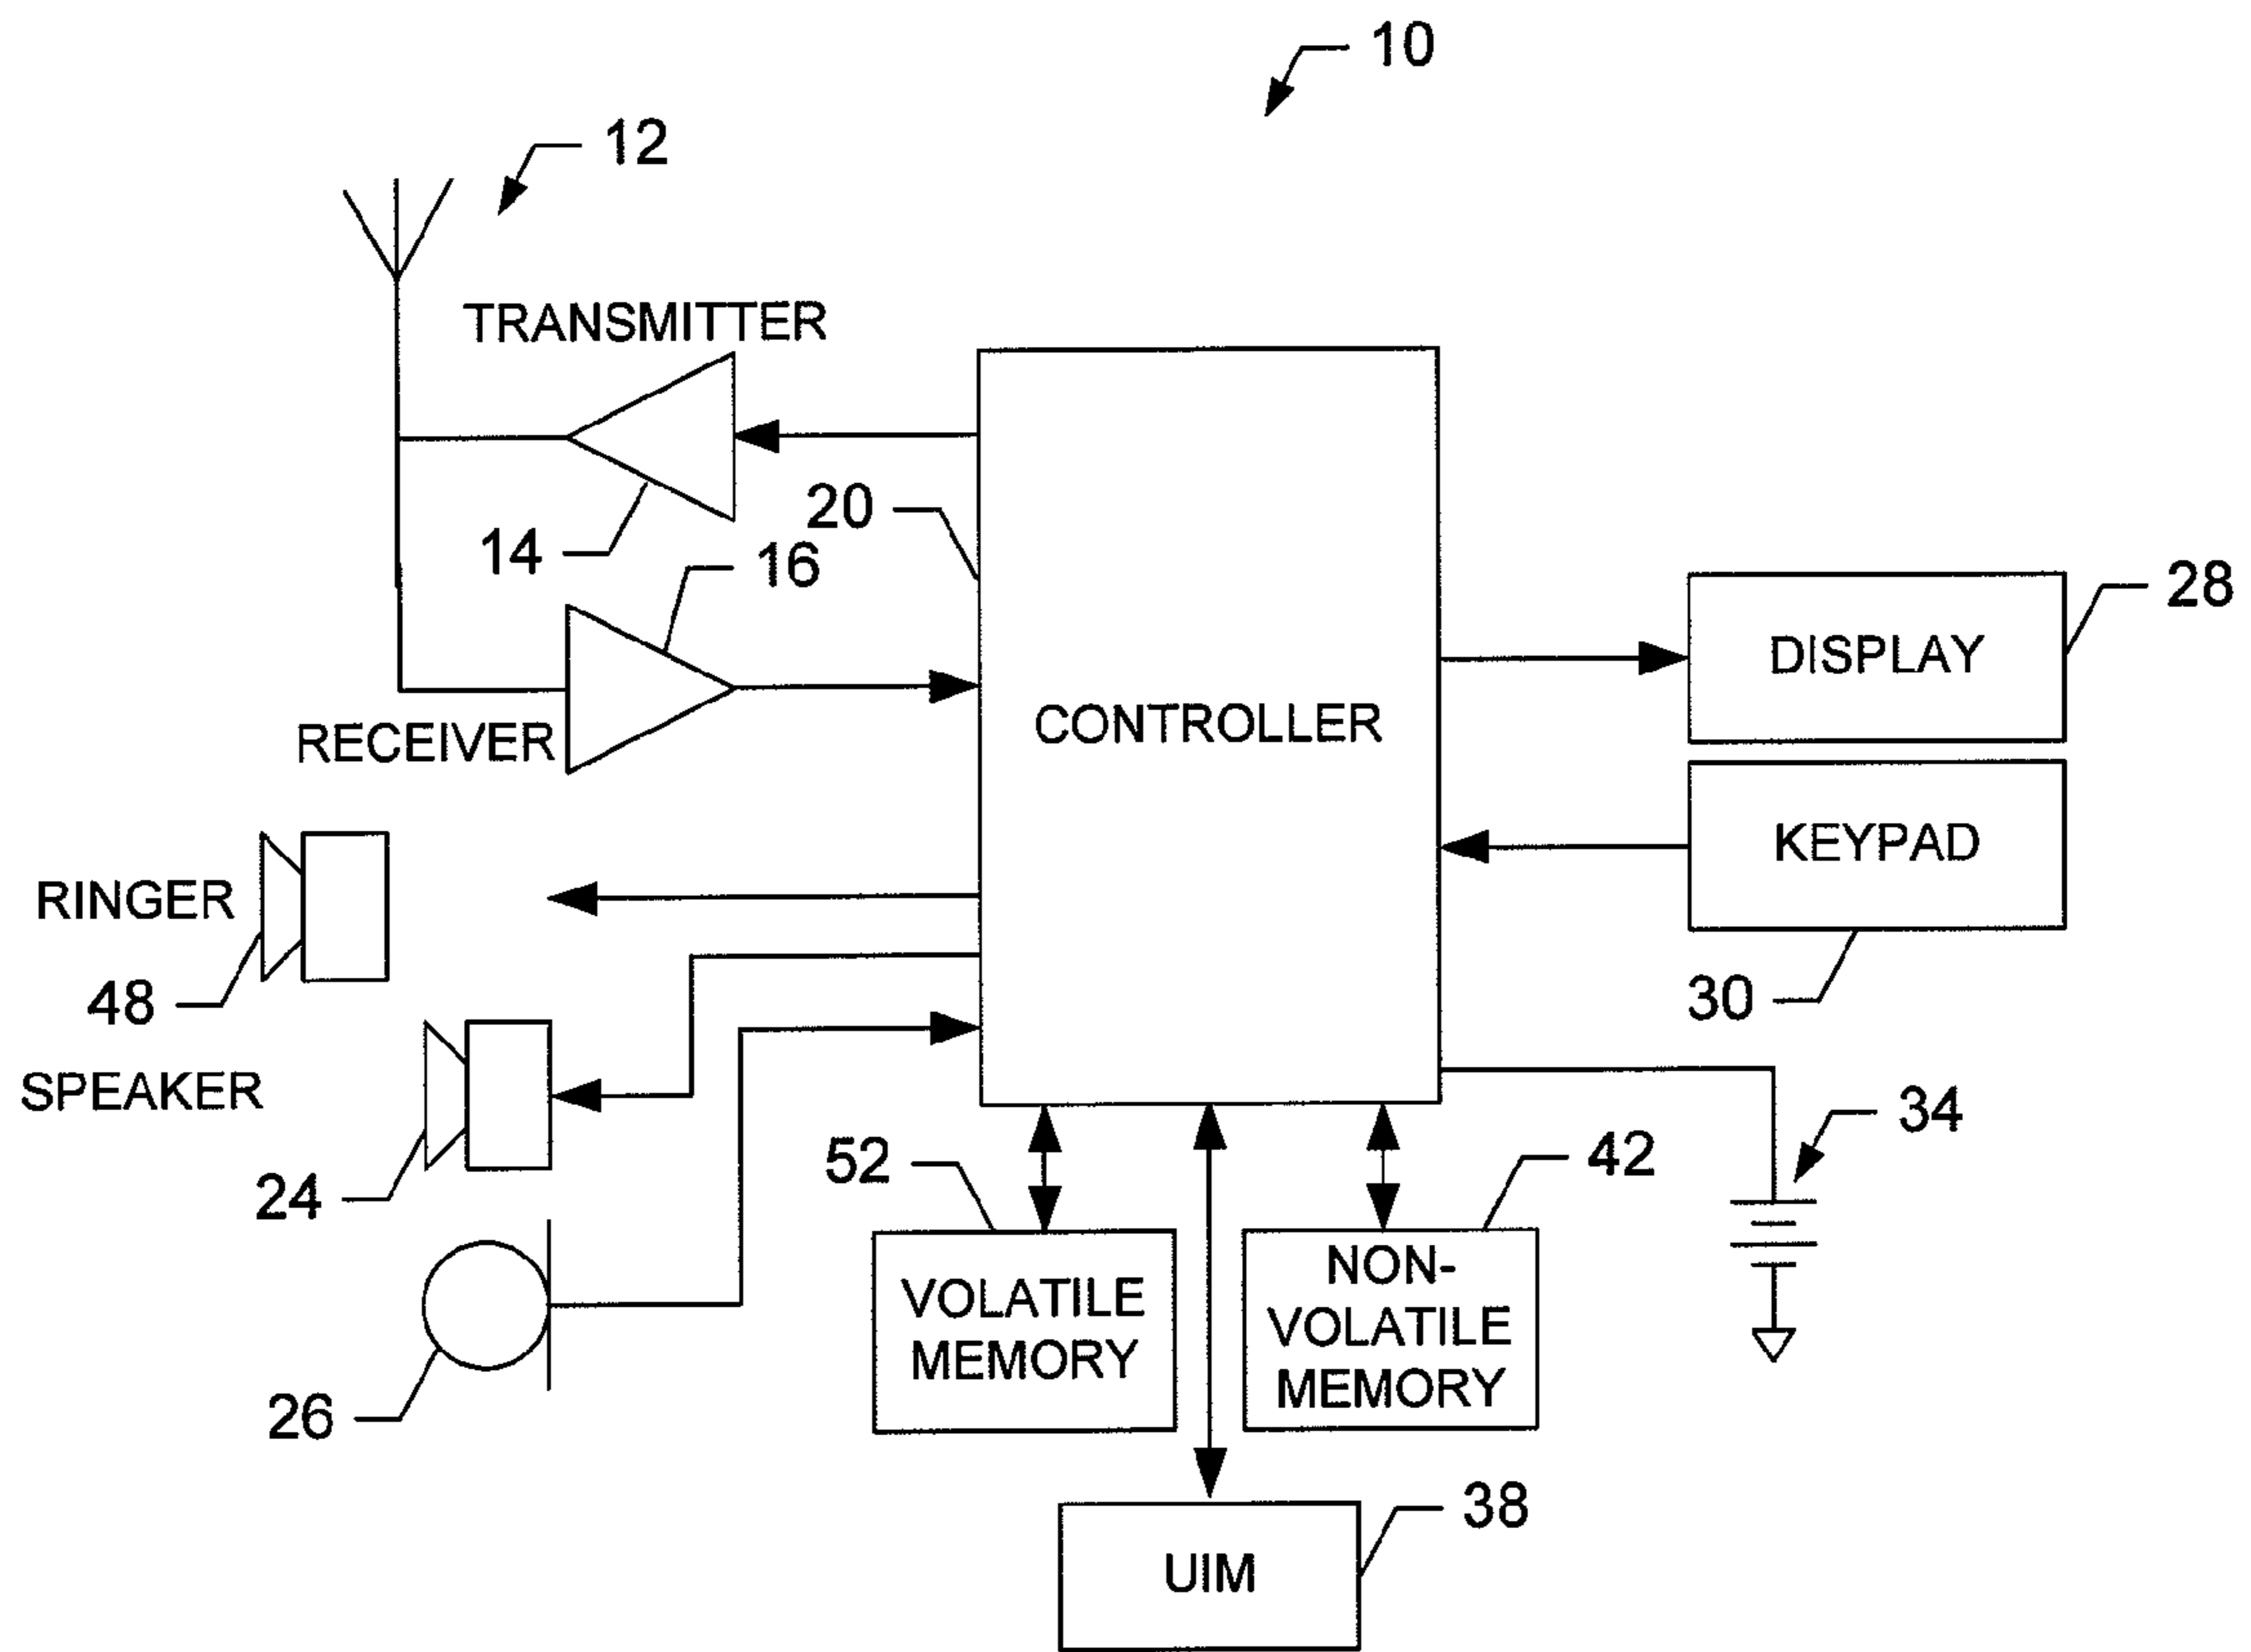 10
12
TRANSMITTER
20
14
16
28
DISPLAY
CONTROLLER
RECEIVER
KEYPAD
RINGER
48
30
SPEAKER
34
52
42
24
NON-
VOLATILE
MEMORY
VOLATILE
MEMORY
26
38
UIM